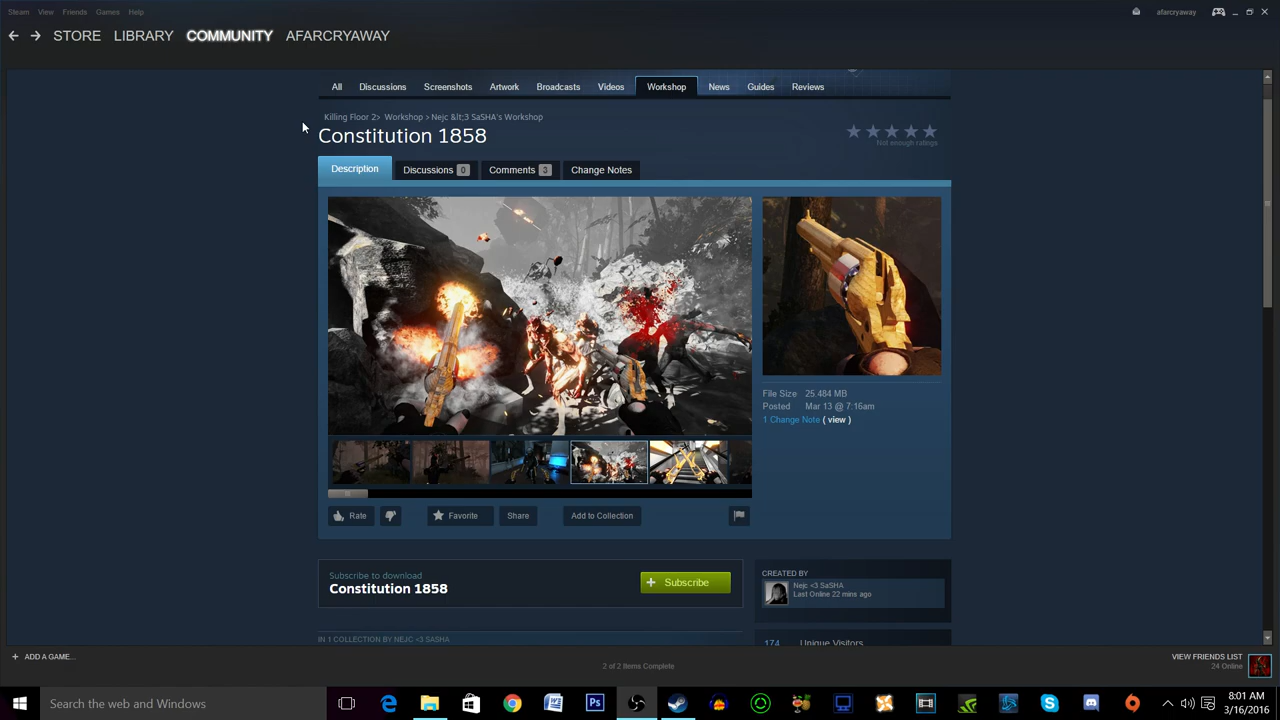 Steam View Friends Games Help
afarcryaway
STORE LIBRARY COMMUNITY AFARCRYAWAY
All Discussions Screenshots Artwork Broadcasts Videos Workshop News Guides Reviews
Killing Floor 2> Workshop > Nejc &lt;3 SaSHA's Workshop
Constitution 1858
Not enough ratings
Description Discussions 0 Comments 3 Change Notes
File Size 25.484 MB
Posted Mar 13 @ 7:16am
1 Change Note ( view )
Rate Favorite Share Add to Collection
Subscribe to download
Constitution 1858
+ Subscribe
CREATED BY
Nejc <3 SaSHA
Last Online 22 mins ago
IN 1 COLLECTION BY NEJC <3 SASHA
174 Unique Visitors
+ ADD A GAME...
2 of 2 Items Complete
VIEW FRIENDS LIST
24 Online
Search the web and Windows
8:01 AM
3/16/2016